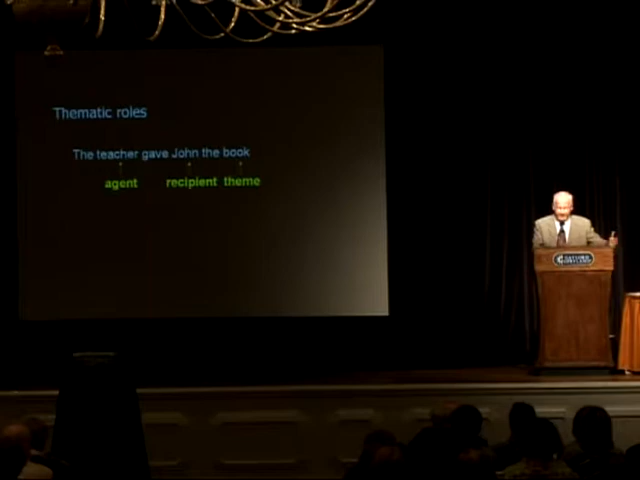 Thematic roles
The teacher gave John the book
agent recipient theme